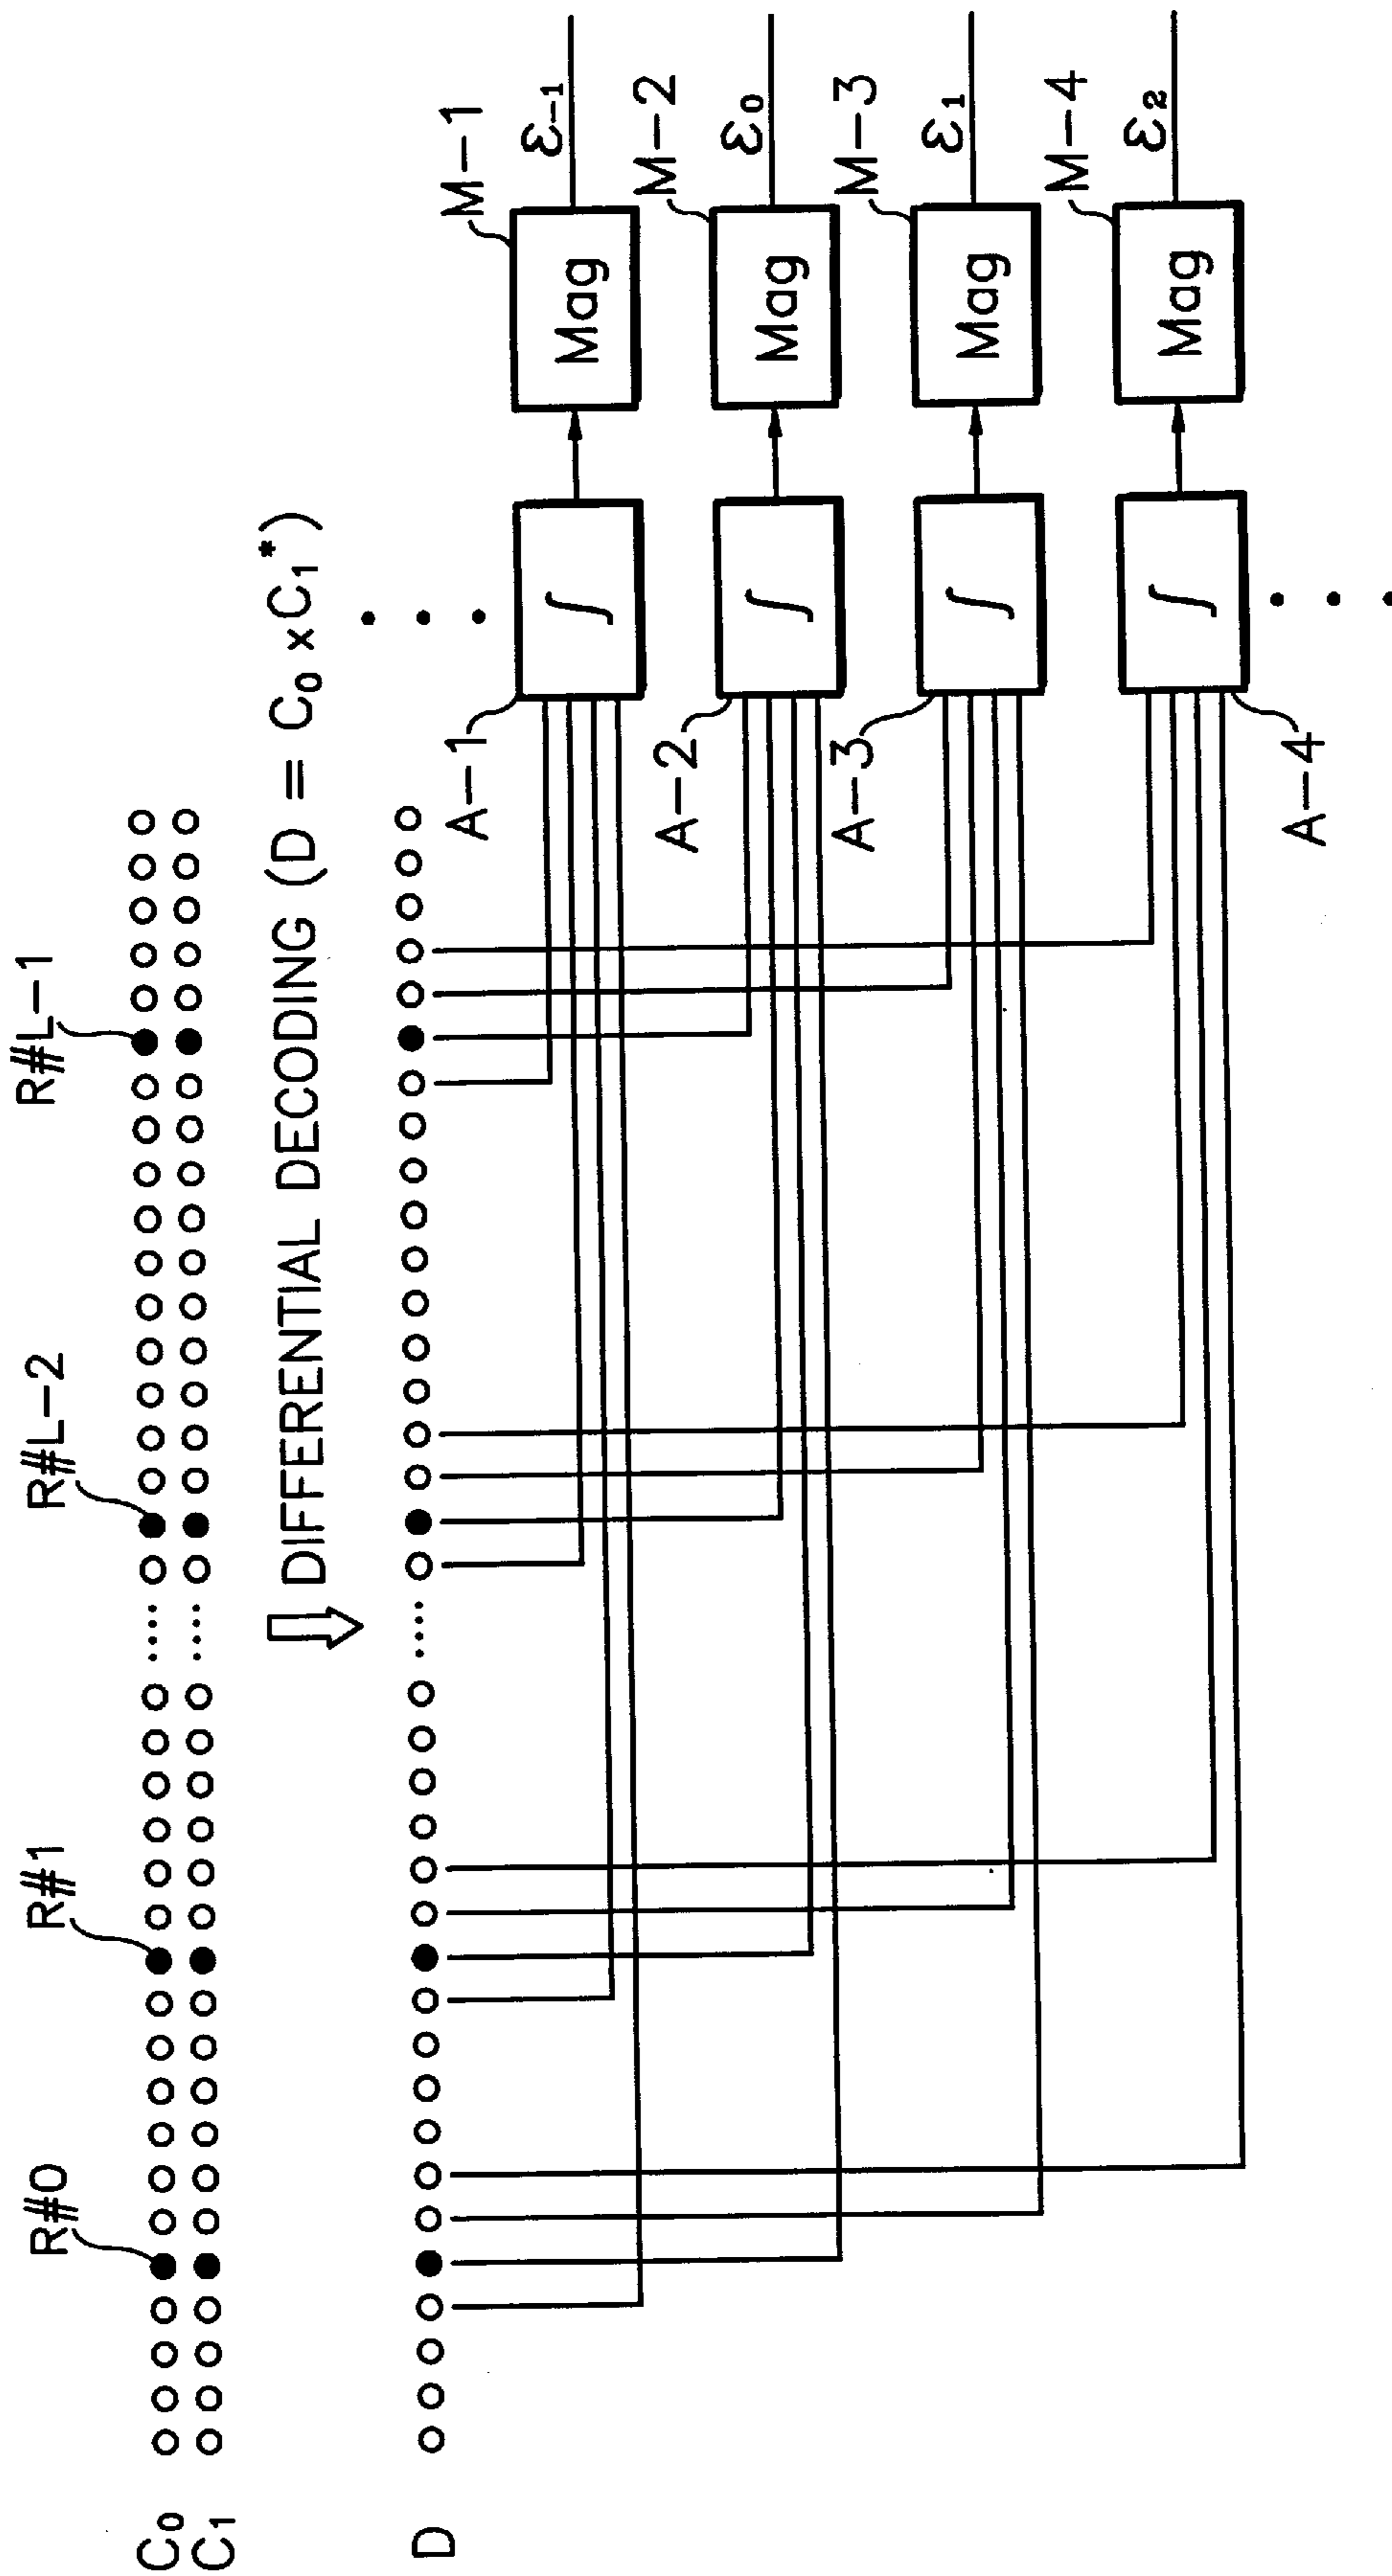 R#0 R#1 R#L-2 R#L-1
C0 ·····
C1 ·····
DIFFERENTIAL DECODING (D = C0 x C1*)
D ·····
A-1 ∫ Mag M-1 ε-1
A-2 ∫ Mag M-2 ε0
A-3 ∫ Mag M-3 ε1
A-4 ∫ Mag M-4 ε2